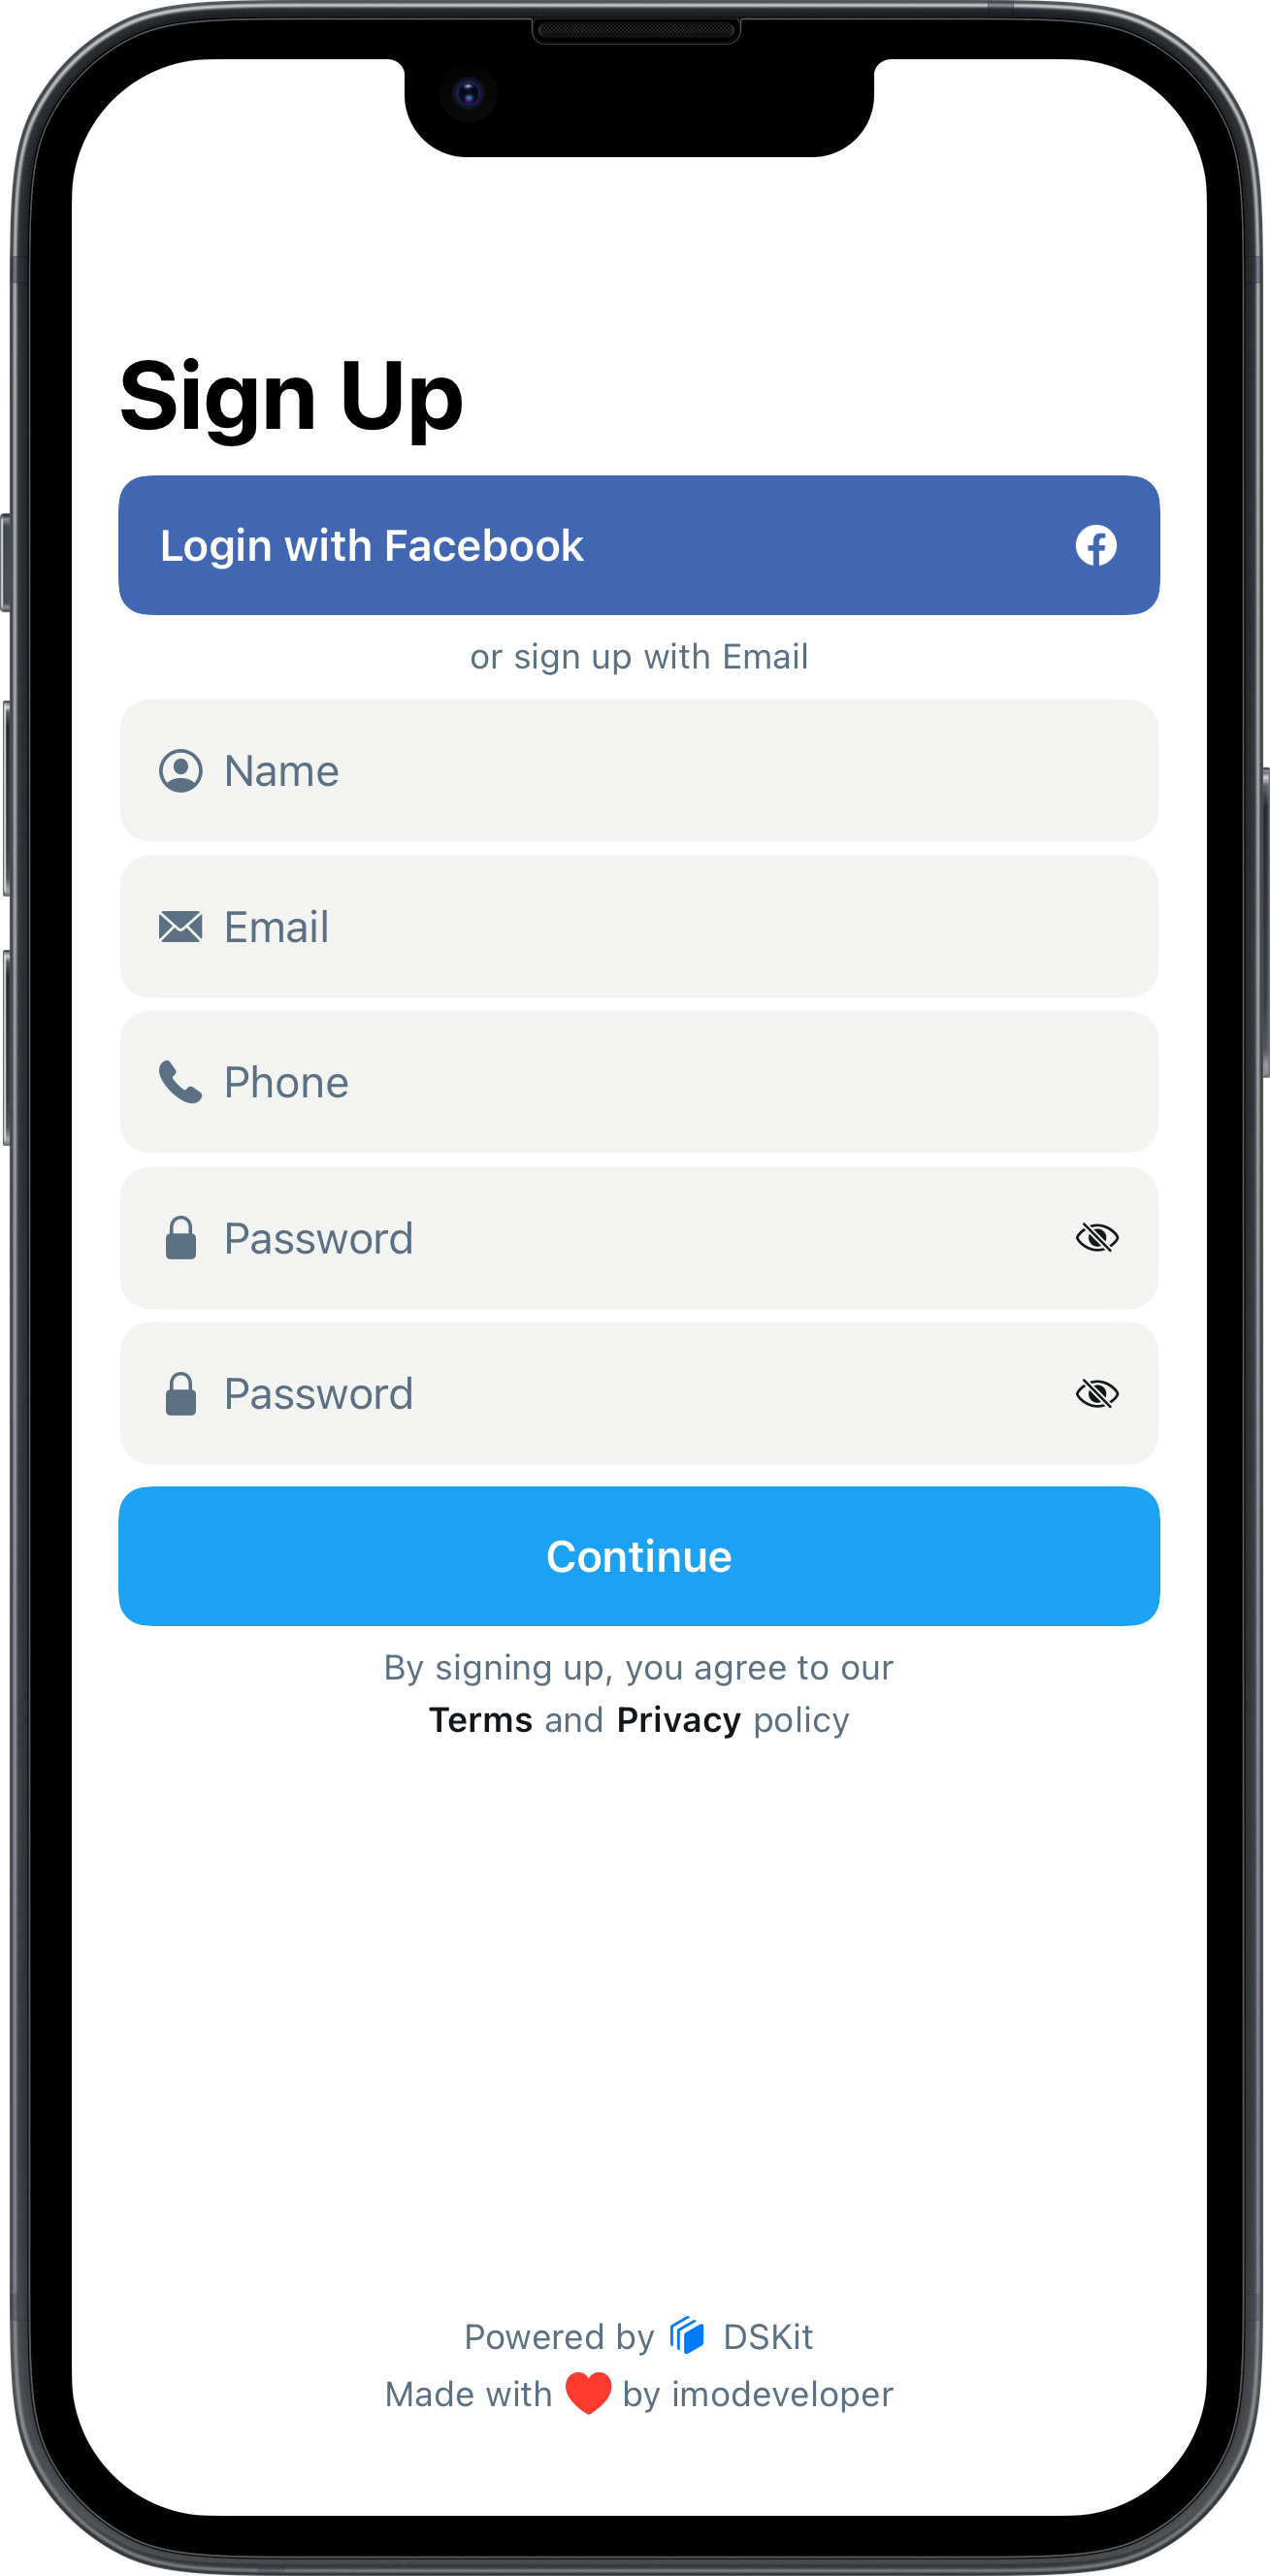 Sign Up
Login with Facebook
or sign up with Email
Name
Email
Phone
Password
Password
Continue
By signing up, you agree to our
Terms and Privacy policy
Powered by DSKit
Made with ❤️ by imodeveloper